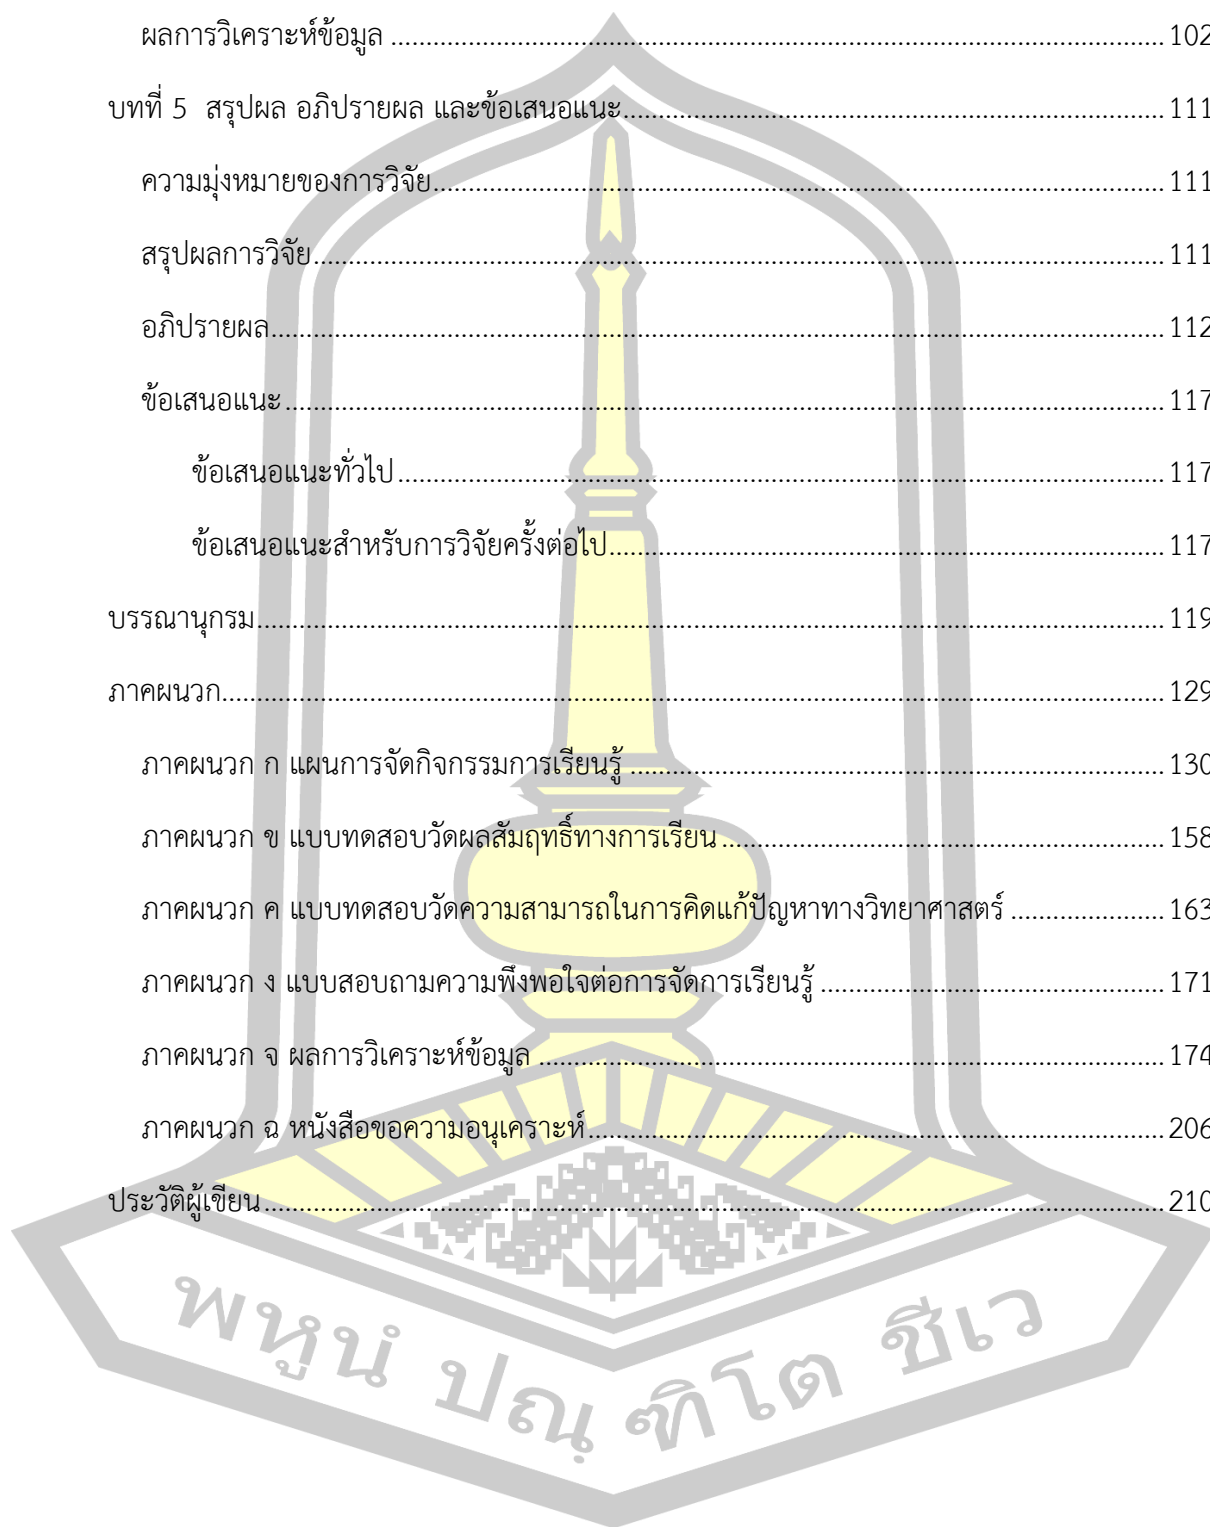 ผลการวิเคราะห์ข้อมูล ........................................................................ 102
บทที่ 5 สรุปผล อภิปรายผล และข้อเสนอแนะ........................................................................ 111
ความมุ่งหมายของการวิจัย........................................................................ 111
สรุปผลการวิจัย........................................................................ 111
อภิปรายผล........................................................................ 112
ข้อเสนอแนะ........................................................................ 117
ข้อเสนอแนะทั่วไป........................................................................ 117
ข้อเสนอแนะสำหรับการวิจัยครั้งต่อไป........................................................................ 117
บรรณานุกรม........................................................................ 119
ภาคผนวก........................................................................ 129
ภาคผนวก ก แผนการจัดกิจกรรมการเรียนรู้ ........................................................................ 130
ภาคผนวก ข แบบทดสอบวัดผลสัมฤทธิ์ทางการเรียน ........................................................................ 158
ภาคผนวก ค แบบทดสอบวัดความสามารถในการคิดแก้ปัญหาทางวิทยาศาสตร์ ...................... 163
ภาคผนวก ง แบบสอบถามความพึงพอใจต่อการจัดการเรียนรู้ ................................................ 171
ภาคผนวก จ ผลการวิเคราะห์ข้อมูล ........................................................................ 174
ภาคผนวก ฉ หนังสือขอความอนุเคราะห์........................................................................ 206
ประวัติผู้เขียน........................................................................ 210
พหูนํ ปณฺฑิโต ชีเว